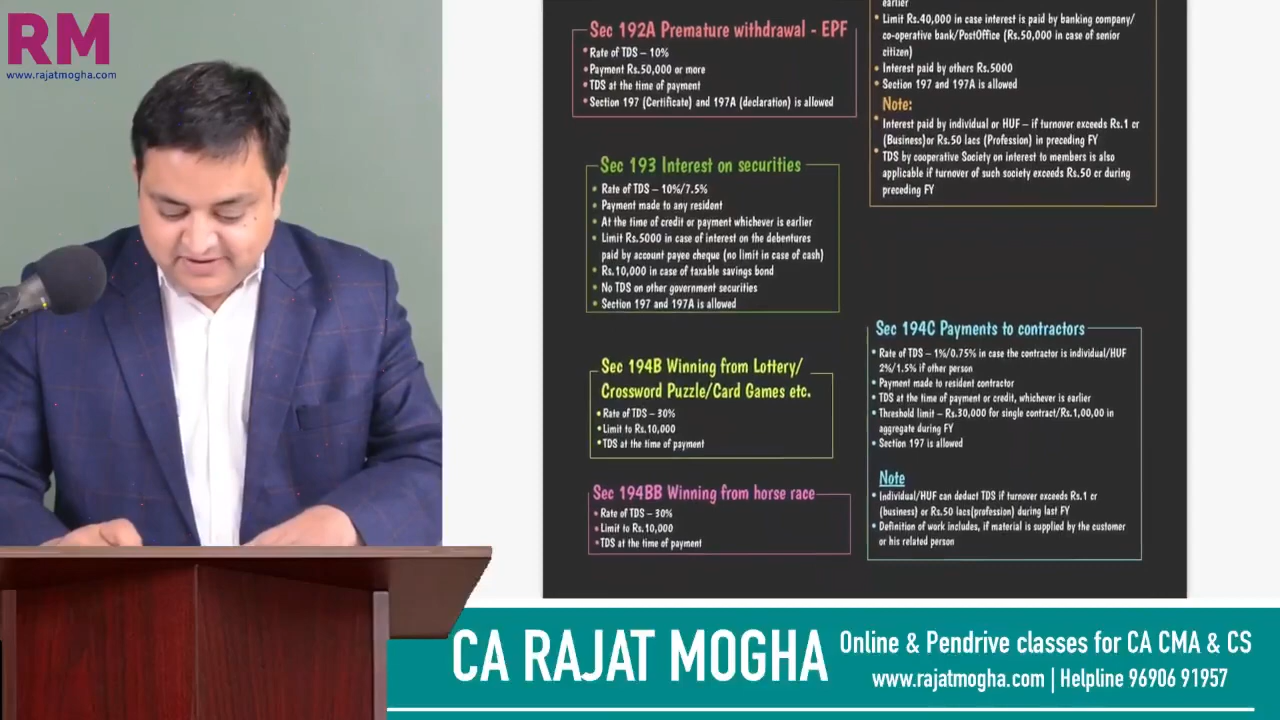 RM
www.rajatmogha.com
Sec 192A Premature withdrawal - EPF
• Rate of TDS – 10%
• Payment Rs.50,000 or more
• TDS at the time of payment
• Section 197 (Certificate) and 197A (declaration) is allowed
Sec 193 Interest on securities
• Rate of TDS – 10%/7.5%
• Payment made to any resident
• At the time of credit or payment whichever is earlier
• Limit Rs.5000 in case of interest on the debentures
paid by account payee cheque (no limit in case of cash)
• Rs.10,000 in case of taxable savings bond
• No TDS on other government securities
• Section 197 and 197A is allowed
Sec 194B Winning from Lottery/
Crossword Puzzle/Card Games etc.
• Rate of TDS – 30%
• Limit to Rs.10,000
• TDS at the time of payment
Sec 194BB Winning from horse race
• Rate of TDS – 30%
• Limit to Rs.10,000
• TDS at the time of payment
earlier
• Limit Rs.40,000 in case interest is paid by banking company/
co-operative bank/PostOffice (Rs.50,000 in case of senior
citizen)
• Interest paid by others Rs.5000
• Section 197 and 197A is allowed
Note:
• Interest paid by individual or HUF – if turnover exceeds Rs.1 cr
(Business)or Rs.50 lacs (Profession) in preceding FY
• TDS by cooperative Society on interest to members is also
applicable if turnover of such society exceeds Rs.50 cr during
preceding FY
Sec 194C Payments to contractors
• Rate of TDS – 1%/0.75% in case the contractor is individual/HUF
2%/1.5% if other person
• Payment made to resident contractor
• TDS at the time of payment or credit, whichever is earlier
• Threshold limit – Rs.30,000 for single contract/Rs.1,00,00 in
aggregate during FY
• Section 197 is allowed
Note
• Individual/HUF can deduct TDS if turnover exceeds Rs.1 cr
(business) or Rs.50 lacs(profession) during last FY
• Definition of work includes, if material is supplied by the customer
or his related person
CA RAJAT MOGHA
Online & Pendrive classes for CA CMA & CS
www.rajatmogha.com | Helpline 96906 91957